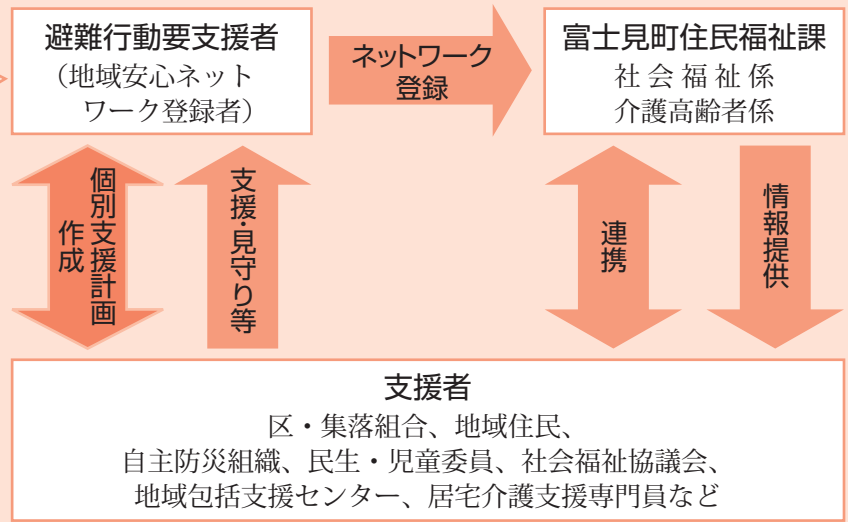 避難行動要支援者
（地域安心ネット
ワーク登録者）
ネットワーク
登録
富士見町住民福祉課
社会福祉係
介護高齢者係
個別支援計画
作成
支援・見守り等
連携
情報提供
支援者
区・集落組合、地域住民、
自主防災組織、民生・児童委員、社会福祉協議会、
地域包括支援センター、居宅介護支援専門員など